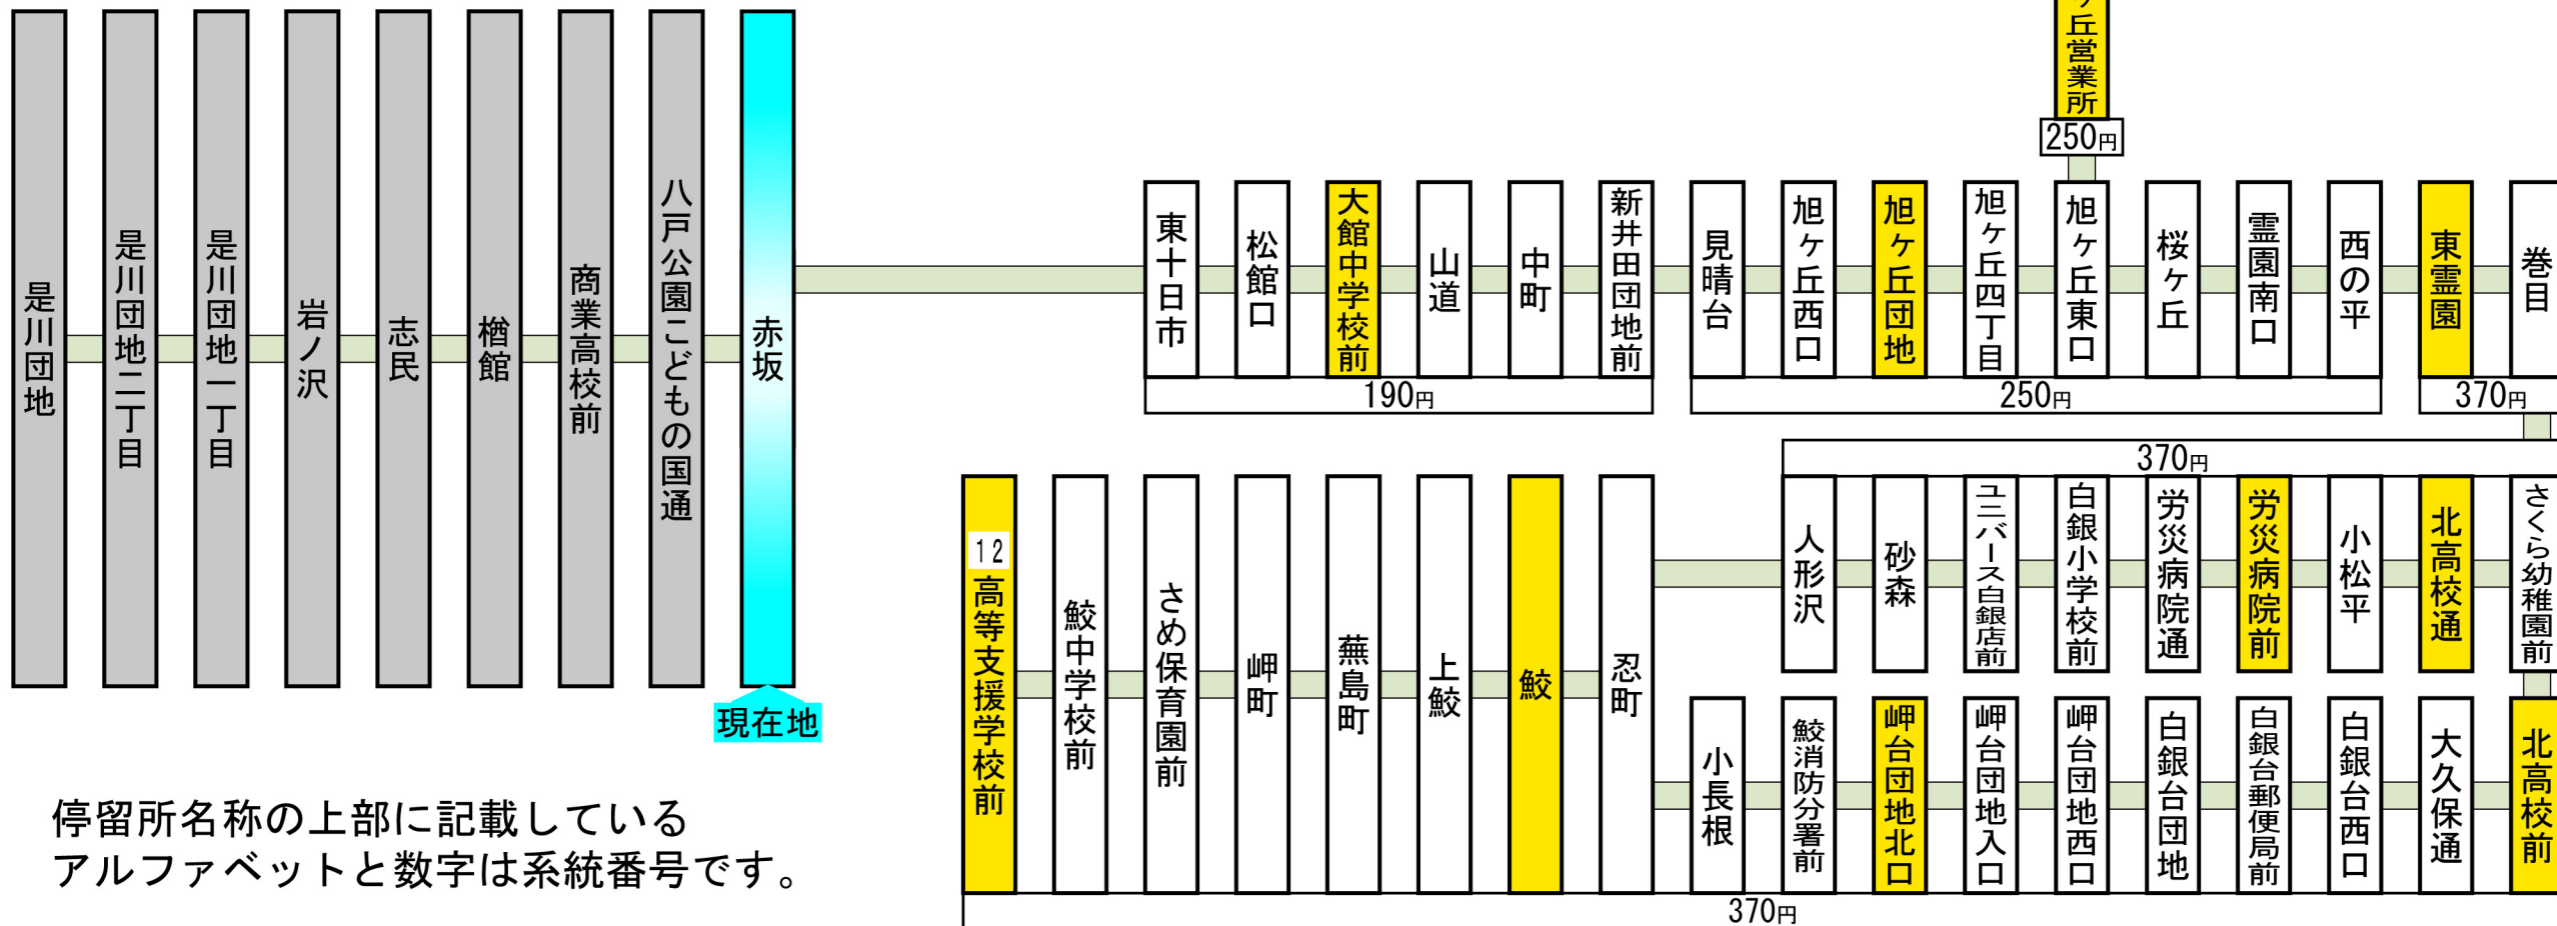 是川団地
是川団地二丁目
是川団地一丁目
岩ノ沢
志民
楢館
商業高校前
八戸公園こどもの国通
赤坂
現在地
ヶ丘営業所
250円
東十日市
松館口
大館中学校前
山道
中町
新井田団地前
見晴台
旭ヶ丘西口
旭ヶ丘団地
旭ヶ丘四丁目
旭ヶ丘東口
桜ヶ丘
霊園南口
西の平
東霊園
巻目
190円
250円
370円
370円
人形沢
砂森
ユニバース白銀店前
白銀小学校前
労災病院通
労災病院前
小松平
北高校通
さくら幼稚園前
12
高等支援学校前
鮫中学校前
さめ保育園前
岬町
蕪島町
上鮫
鮫
忍町
小長根
鮫消防分署前
岬台団地北口
岬台団地入口
岬台団地西口
白銀台団地
白銀台郵便局前
白銀台西口
大久保通
北高校前
370円
停留所名称の上部に記載している
アルファベットと数字は系統番号です。